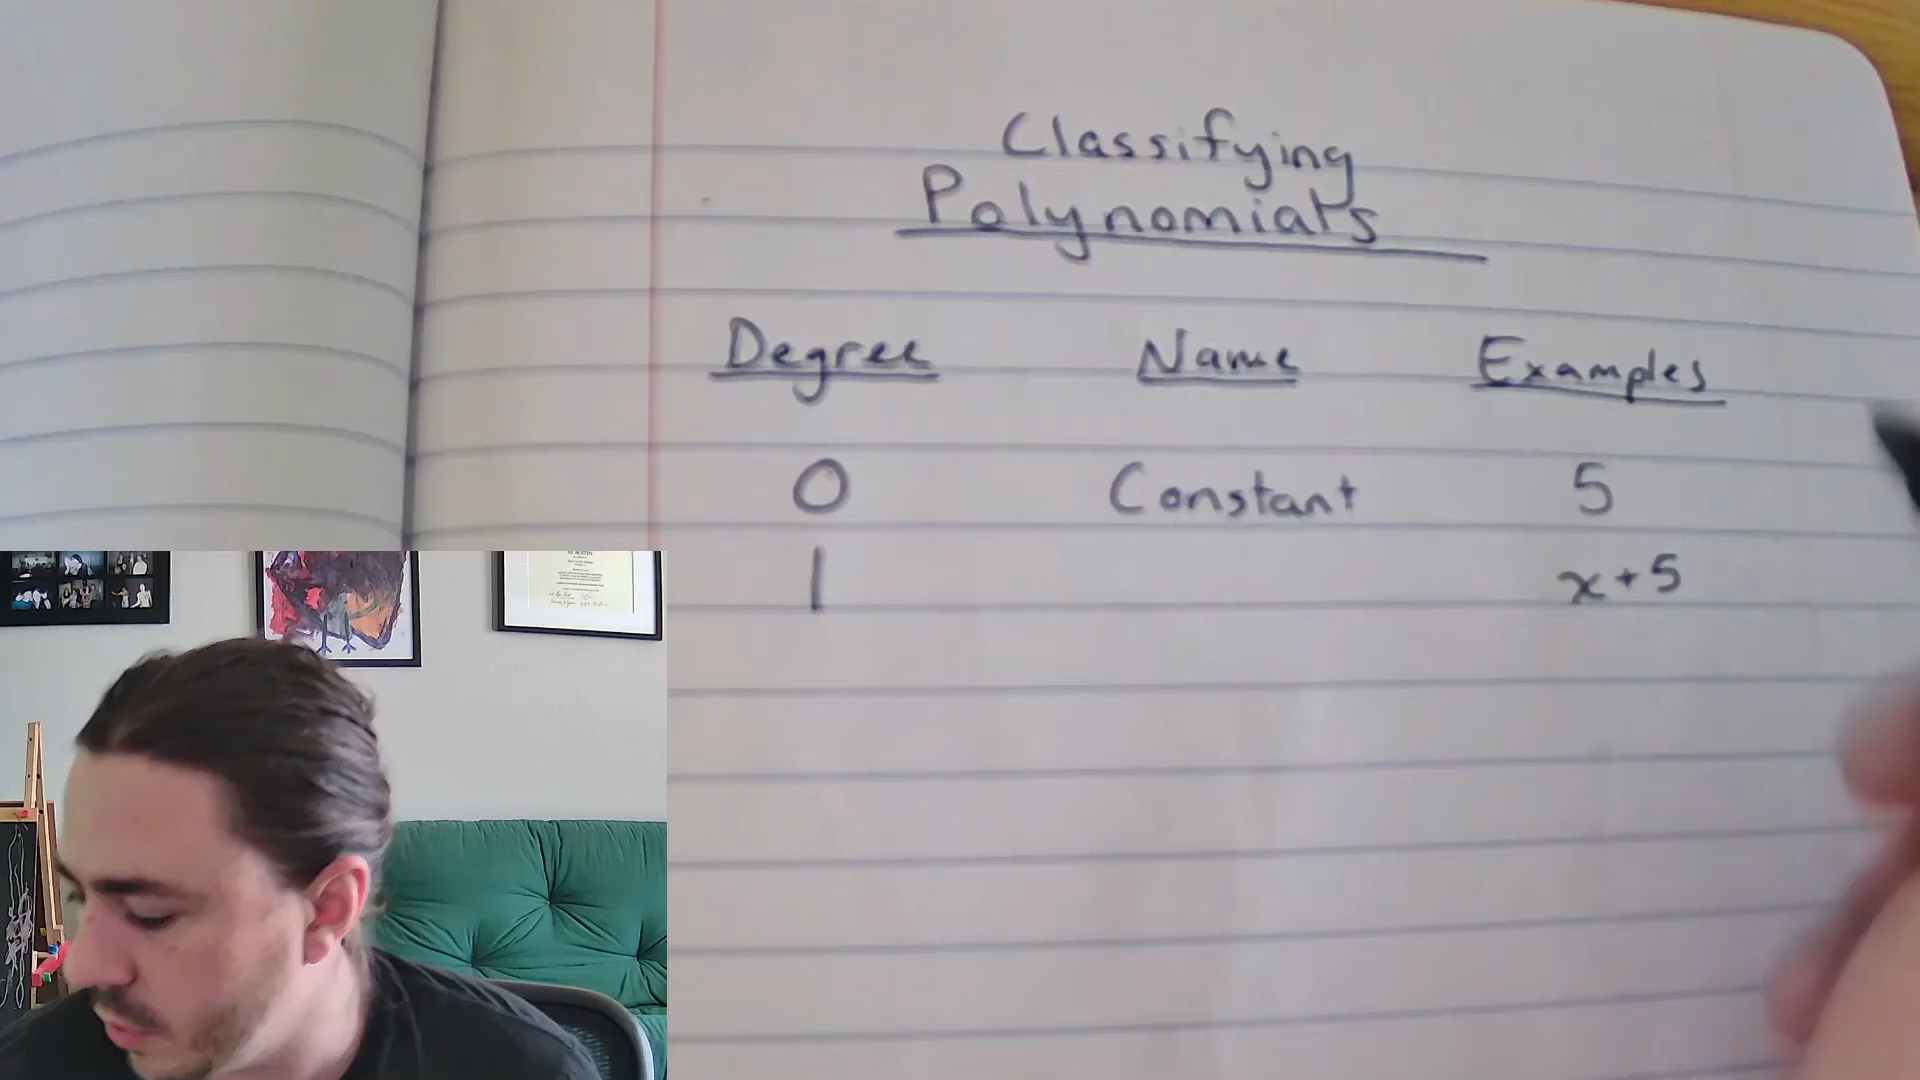 Classifying
Polynomials
Degree Name Examples
0 Constant 5
1 x+5